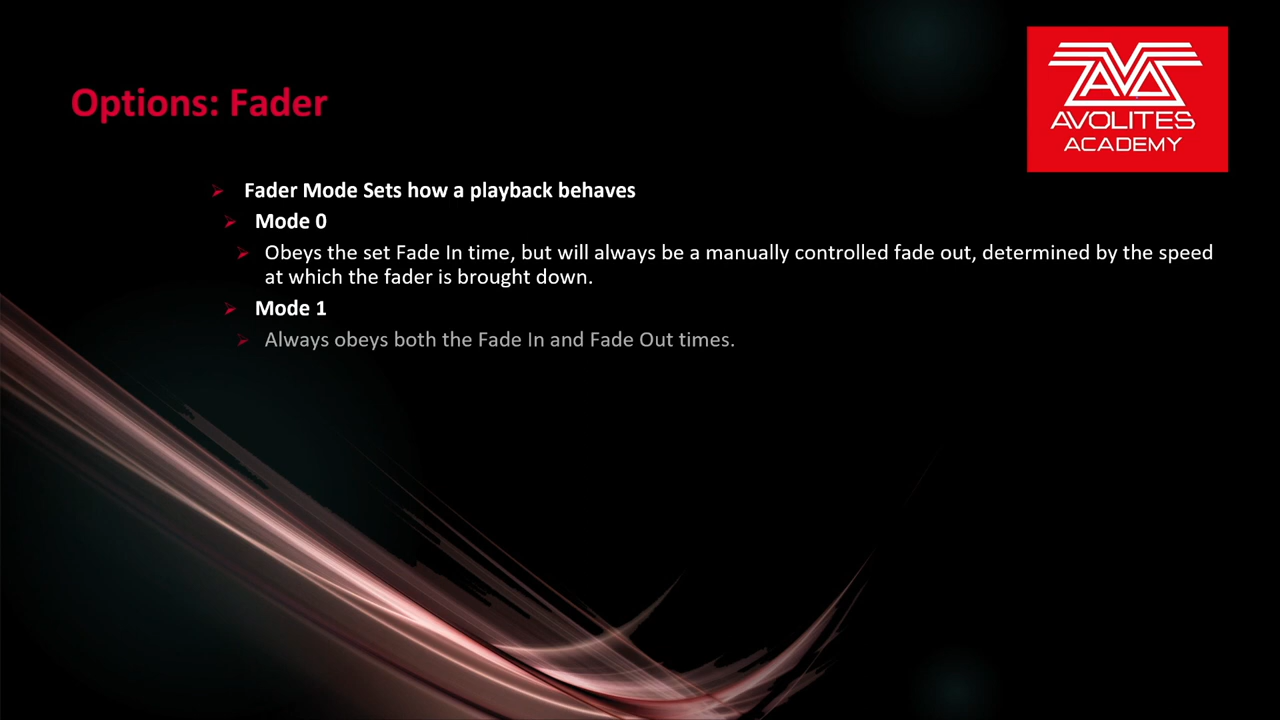 AVOLITES
ACADEMY
Options: Fader
Fader Mode Sets how a playback behaves
Mode 0
Obeys the set Fade In time, but will always be a manually controlled fade out, determined by the speed
at which the fader is brought down.
Mode 1
Always obeys both the Fade In and Fade Out times.